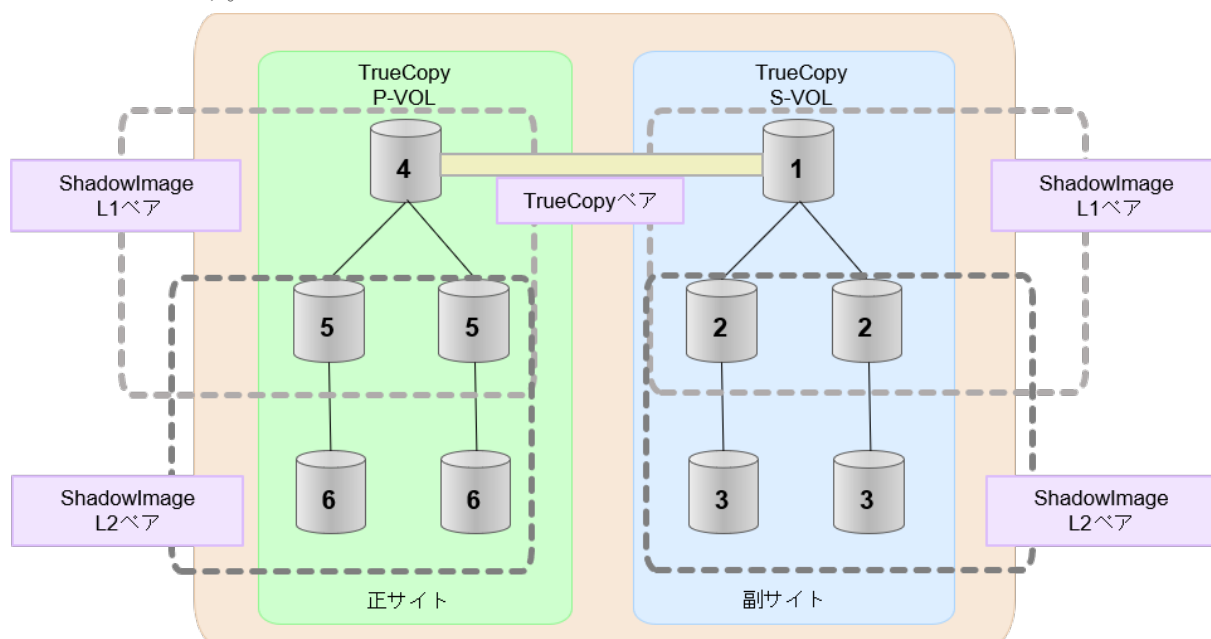 TrueCopy
P-VOL
TrueCopy
S-VOL
4
1
ShadowImage
L1ペア
TrueCopyペア
ShadowImage
L1ペア
5
5
2
2
6
6
3
3
ShadowImage
L2ペア
ShadowImage
L2ペア
正サイト
副サイト